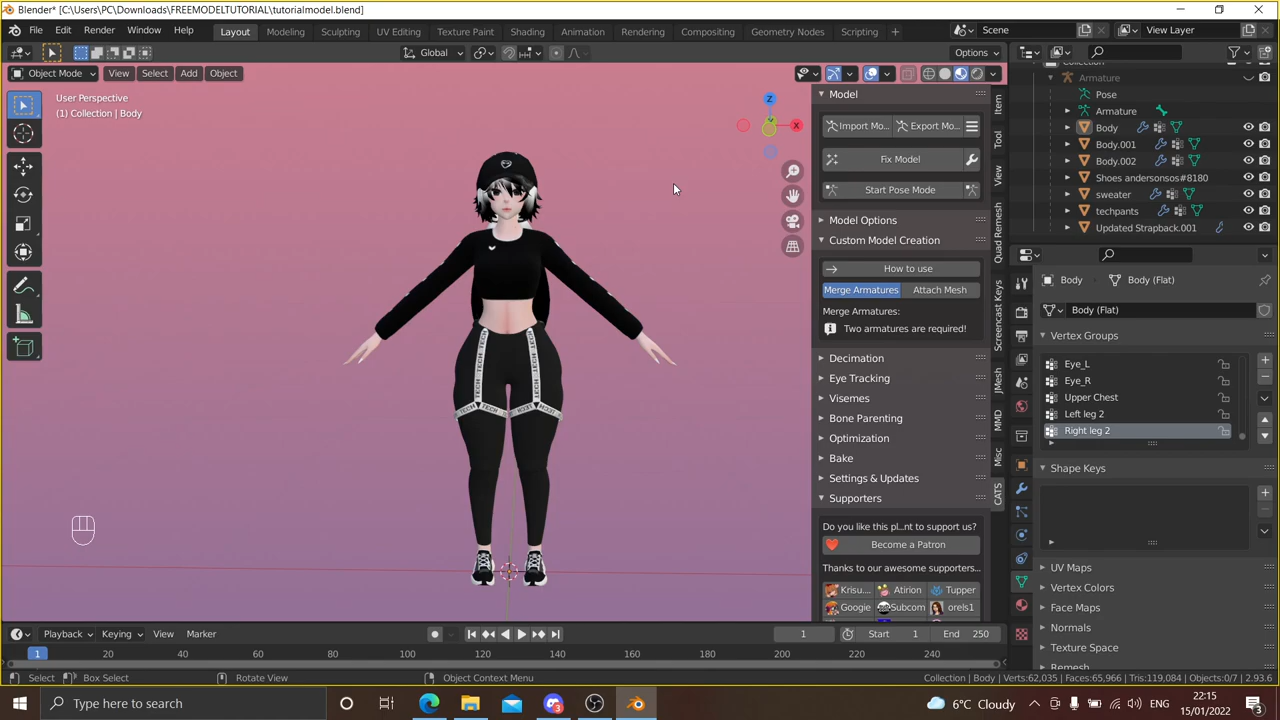 Blender* [C:\Users\PC\Downloads\FREEMODELTUTORIAL\tutorialmodel.blend]
File Edit Render Window Help Layout Modeling Sculpting UV Editing Texture Paint Shading Animation Rendering Compositing Geometry Nodes Scripting + Scene View Layer
Global Options
Object Mode View Select Add Object
User Perspective
(1) Collection | Body
Z
X
Model
Import Mo... Export Mo...
Fix Model
Start Pose Mode
Model Options
Custom Model Creation
How to use
Merge Armatures Attach Mesh
Merge Armatures:
Two armatures are required!
Decimation
Eye Tracking
Visemes
Bone Parenting
Optimization
Bake
Settings & Updates
Supporters
Do you like this pl...nt to support us?
Become a Patron
Thanks to our awesome supporters...
Krisu.... Atirion Tupper
Googie Subcom orels1
Item
Tool
View
Quad Remesh
Screencast Keys
JMesh
MMD
Misc
CATS
Collection
Armature
Pose
Armature
Body
Body.001
Body.002
Shoes andersonsos#8180
sweater
techpants
Updated Strapback.001
Body Body (Flat)
Body (Flat)
Vertex Groups
Eye_L
Eye_R
Upper Chest
Left leg 2
Right leg 2
Shape Keys
UV Maps
Vertex Colors
Face Maps
Normals
Texture Space
Remesh
TECH TECH
TECH TECH
Playback Keying View Marker 1 Start 1 End 250
1 20 40 60 80 100 120 140 160 180 200 220 240
Select Box Select Rotate View Object Context Menu Collection | Body | Verts:62,035 | Faces:65,966 | Tris:119,084 | Objects:0/7 | 2.93.6
Type here to search 3 6°C Cloudy 22:15
15/01/2022 3